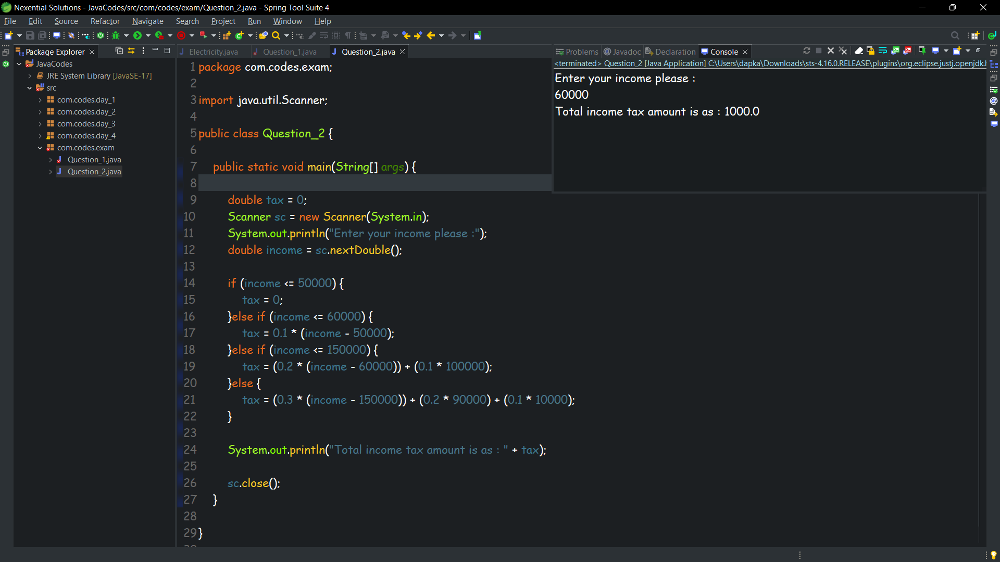 Nexential Solutions - JavaCodes/src/com/codes/exam/Question_2.java - Spring Tool Suite 4
File Edit Source Refactor Navigate Search Project Run Window Help
Package Explorer
JavaCodes
JRE System Library [JavaSE-17]
src
com.codes.day_1
com.codes.day_2
com.codes.day_3
com.codes.day_4
com.codes.exam
Question_1.java
Question_2.java
Electricity.java Question_1.java Question_2.java
1 package com.codes.exam;
2
3 import java.util.Scanner;
4
5 public class Question_2 {
6
7 public static void main(String[] args) {
8
9 double tax = 0;
10 Scanner sc = new Scanner(System.in);
11 System.out.println("Enter your income please :");
12 double income = sc.nextDouble();
13
14 if (income <= 50000) {
15 tax = 0;
16 }else if (income <= 60000) {
17 tax = 0.1 * (income - 50000);
18 }else if (income <= 150000) {
19 tax = (0.2 * (income - 60000)) + (0.1 * 100000);
20 }else {
21 tax = (0.3 * (income - 150000)) + (0.2 * 90000) + (0.1 * 10000);
22 }
23
24 System.out.println("Total income tax amount is as : " + tax);
25
26 sc.close();
27 }
28
29 }
Problems Javadoc Declaration Console
<terminated> Question_2 [Java Application] C:\Users\dapka\Downloads\sts-4.16.0.RELEASE\plugins\org.eclipse.justj.openjdk.
Enter your income please :
60000
Total income tax amount is as : 1000.0